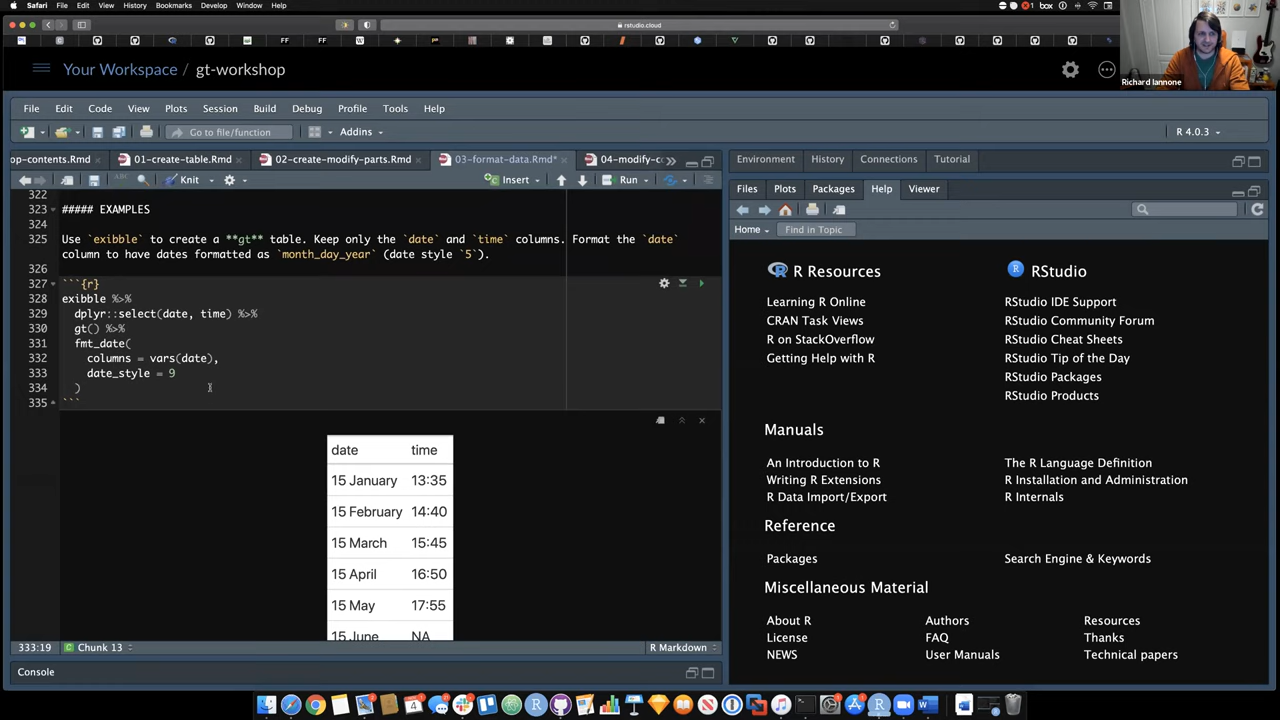 Safari File Edit View History Bookmarks Develop Window Help
box
rstudio.cloud
FF FF W
Richard Iannone
Your Workspace / gt-workshop
File Edit Code View Plots Session Build Debug Profile Tools Help
Go to file/function Addins R 4.0.3
op-contents.Rmd 01-create-table.Rmd 02-create-modify-parts.Rmd 03-format-data.Rmd* 04-modify-co
Knit Insert Run
322
323 ##### EXAMPLES
324
325 Use `exibble` to create a **gt** table. Keep only the `date` and `time` columns. Format the `date`
column to have dates formatted as `month_day_year` (date style `5`).
326
327 ```{r}
328 exibble %>%
329 dplyr::select(date, time) %>%
330 gt() %>%
331 fmt_date(
332 columns = vars(date),
333 date_style = 9
334 )
335 ```
date time
15 January 13:35
15 February 14:40
15 March 15:45
15 April 16:50
15 May 17:55
15 June NA
333:19 Chunk 13 R Markdown
Console
Environment History Connections Tutorial
Files Plots Packages Help Viewer
Home Find in Topic
R Resources
Learning R Online
CRAN Task Views
R on StackOverflow
Getting Help with R
RStudio
RStudio IDE Support
RStudio Community Forum
RStudio Cheat Sheets
RStudio Tip of the Day
RStudio Packages
RStudio Products
Manuals
An Introduction to R The R Language Definition
Writing R Extensions R Installation and Administration
R Data Import/Export R Internals
Reference
Packages Search Engine & Keywords
Miscellaneous Material
About R Authors Resources
License FAQ Thanks
NEWS User Manuals Technical papers